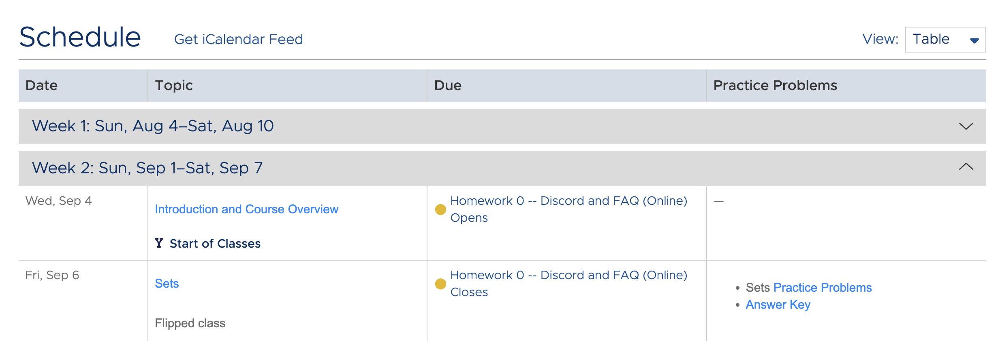 Schedule Get iCalendar Feed View: Table
Date Topic Due Practice Problems
Week 1: Sun, Aug 4–Sat, Aug 10
Week 2: Sun, Sep 1–Sat, Sep 7
Wed, Sep 4
Introduction and Course Overview
Y Start of Classes
Homework 0 -- Discord and FAQ (Online)
Opens
—
Fri, Sep 6
Sets
Flipped class
Homework 0 -- Discord and FAQ (Online)
Closes
• Sets Practice Problems
• Answer Key